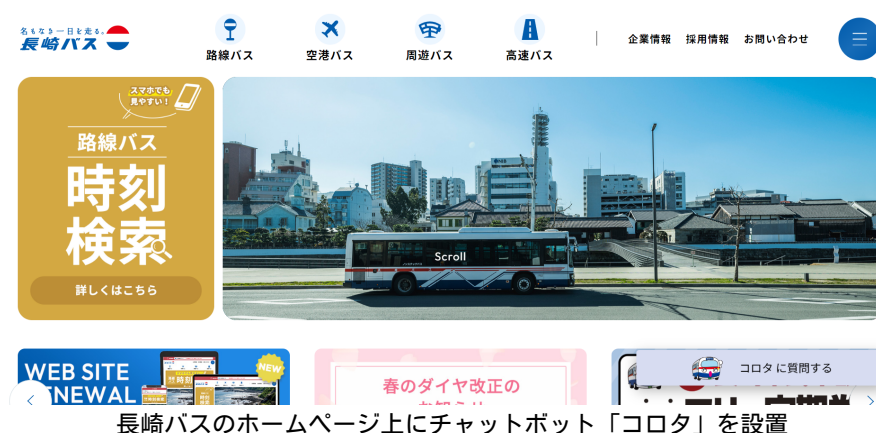 名もなき一日を走る。
長崎バス
路線バス
空港バス
周遊バス
高速バス
企業情報
採用情報
お問い合わせ
スマホでも
見やすい！
路線バス
時刻
検索
詳しくはこちら
Scroll
WEB SITE
RENEWAL
NEW
春のダイヤ改正の
お知らせ
コロタ に質問する
長崎バスのホームページ上にチャットボット「コロタ」を設置